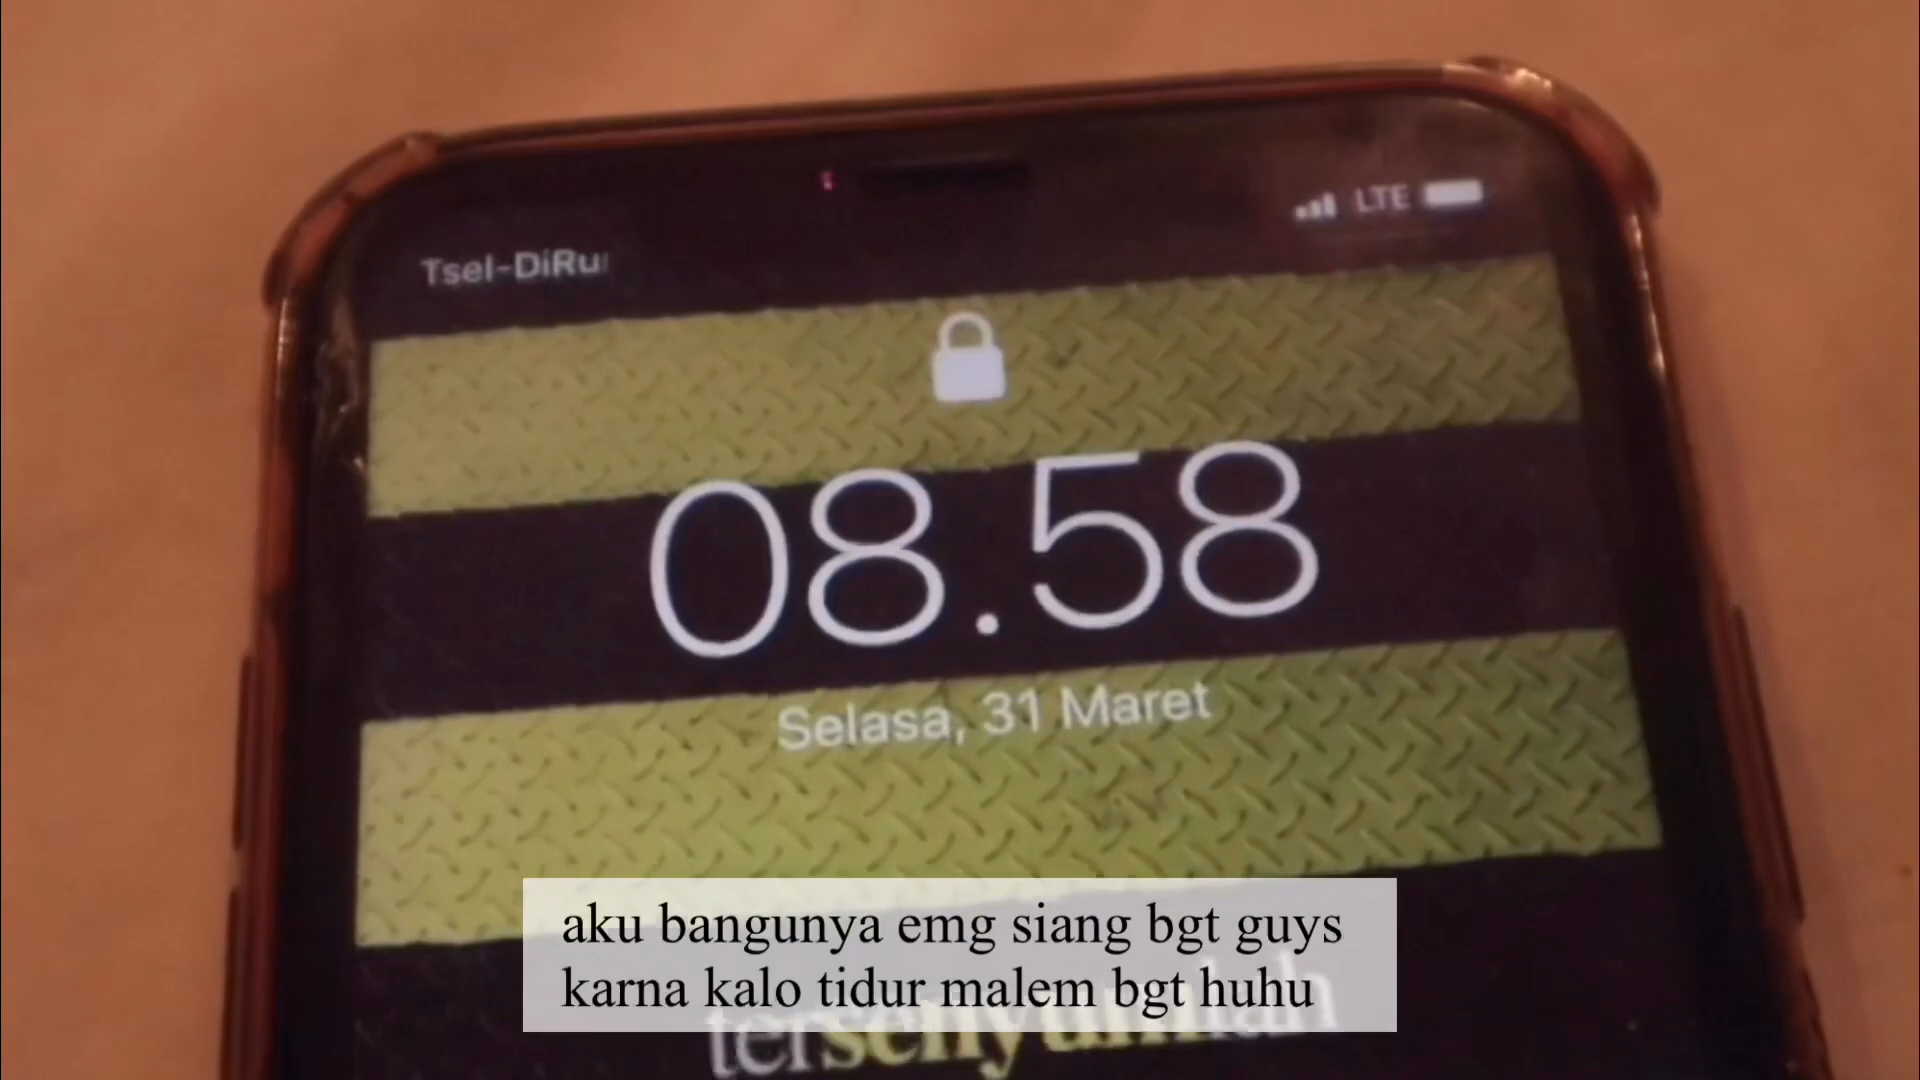 LTE
Tsel-DiRu
08.58
Selasa, 31 Maret
aku bangunya emg siang bgt guys
karna kalo tidur malem bgt huhu
tersenyumlah